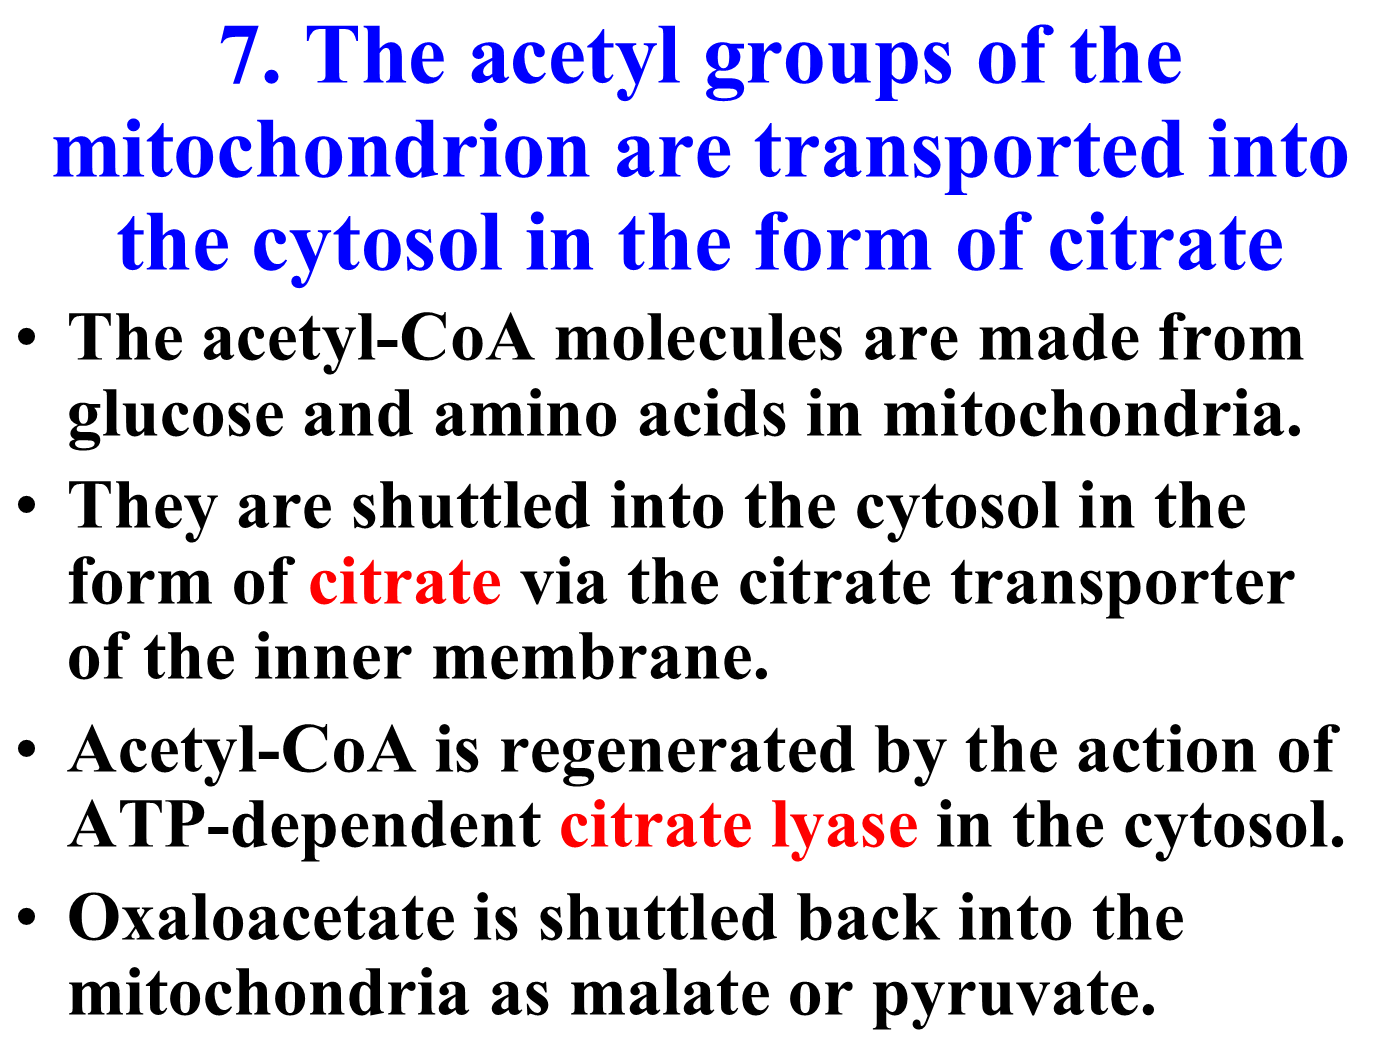 7. The acetyl groups of the
mitochondrion are transported into
the cytosol in the form of citrate
• The acetyl-CoA molecules are made from
glucose and amino acids in mitochondria.
• They are shuttled into the cytosol in the
form of citrate via the citrate transporter
of the inner membrane.
• Acetyl-CoA is regenerated by the action of
ATP-dependent citrate lyase in the cytosol.
• Oxaloacetate is shuttled back into the
mitochondria as malate or pyruvate.